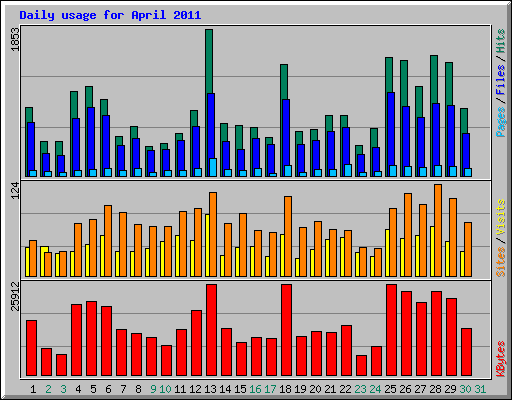 Daily usage for April 2011
1853
Pages / Files / Hits
124
Sites / Visits
25912
KBytes
1 2 3 4 5 6 7 8 9 10 11 12 13 14 15 16 17 18 19 20 21 22 23 24 25 26 27 28 29 30 31